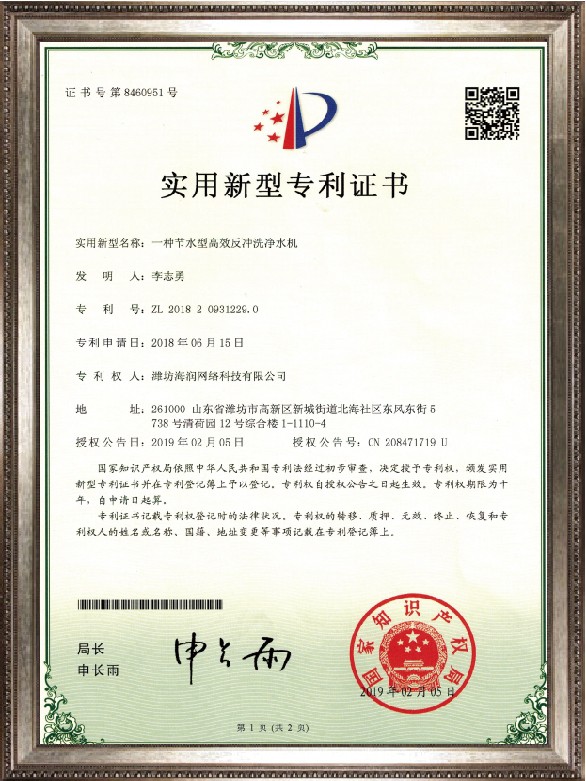 证书号第8460951号
实用新型专利证书
实用新型名称：一种节水型高效反冲洗净水机
发明人：李志勇
专利号：ZL 2018 2 0931229.0
专利申请日：2018年06月15日
专利权人：潍坊海润网络科技有限公司
地址：261000 山东省潍坊市高新区新城街道北海社区东风东街5
738号清荷园12号综合楼1-1110-4
授权公告日：2019年02月05日 授权公告号：CN 208471719 U
国家知识产权局依照中华人民共和国专利法经过初步审查，决定授予专利权，颁发实用
新型专利证书并在专利登记簿上予以登记。专利权自授权公告之日起生效。专利权期限为十
年，自申请日起算。
专利证书记载专利权登记时的法律状况。专利权的转移、质押、无效、终止、恢复和专
利权人的姓名或名称、国籍、地址变更等事项记载在专利登记簿上。
局长
申长雨
申长雨
国家知识产权局
2019年02月05日
第1页(共2页)